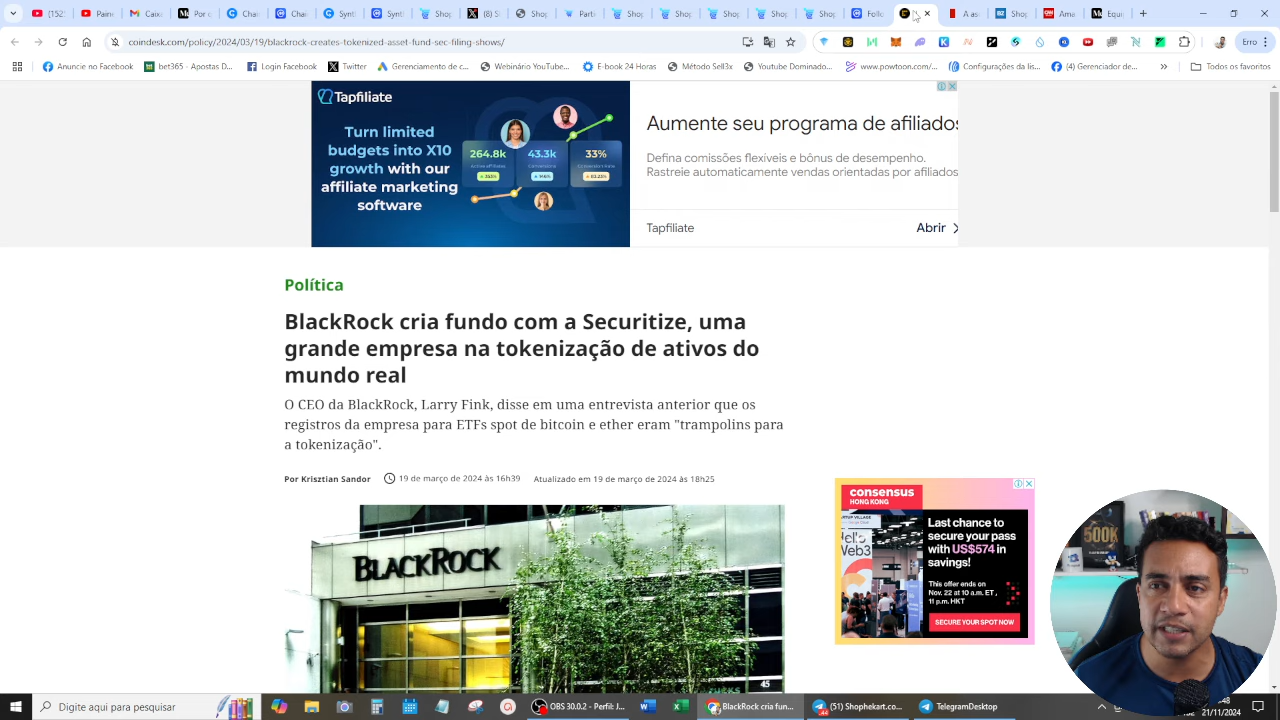 coindesk.com/policy/2024/03/19/blackrock-fund-sec-filing-shows/
Erro
Anuncie no Facebook
bet365 - Apostas D...
Login Facebook
Twitter
Gerenciamento de c...
Webinário YouTube...
E-book 24 Horas
Método Sell3x
Youtube Dominado...
www.powtoon.com/...
Configurações da lis...
(4) Gerenciador de...
Todos os favoritos
Tapfiliate
Turn limited
budgets into X10
growth with our
affiliate marketing
software
264.8k
43.3k
33%
Aumente seu programa de afiliados
Defina comissões flexíveis e bônus de desempenho.
Rastreie automaticamente vendas orientadas por afiliados
Tapfiliate
Abrir
Política
BlackRock cria fundo com a Securitize, uma
grande empresa na tokenização de ativos do
mundo real
O CEO da BlackRock, Larry Fink, disse em uma entrevista anterior que os
registros da empresa para ETFs spot de bitcoin e ether eram "trampolins para
a tokenização".
Por Krisztian Sandor
19 de março de 2024 às 16h39
Atualizado em 19 de março de 2024 às 18h25
BLACKROCK
45
consensus
HONG KONG
Last chance to
secure your pass
with US$574 in
savings!
This offer ends on
Nov. 22 at 10 a.m. ET,
11 p.m. HKT
SECURE YOUR SPOT NOW
500K
Digite aqui para pesquisar
OBS 30.0.2 - Perfil: J...
BlackRock cria fun...
(51) Shophekart.co...
TelegramDesktop
21/11/2024